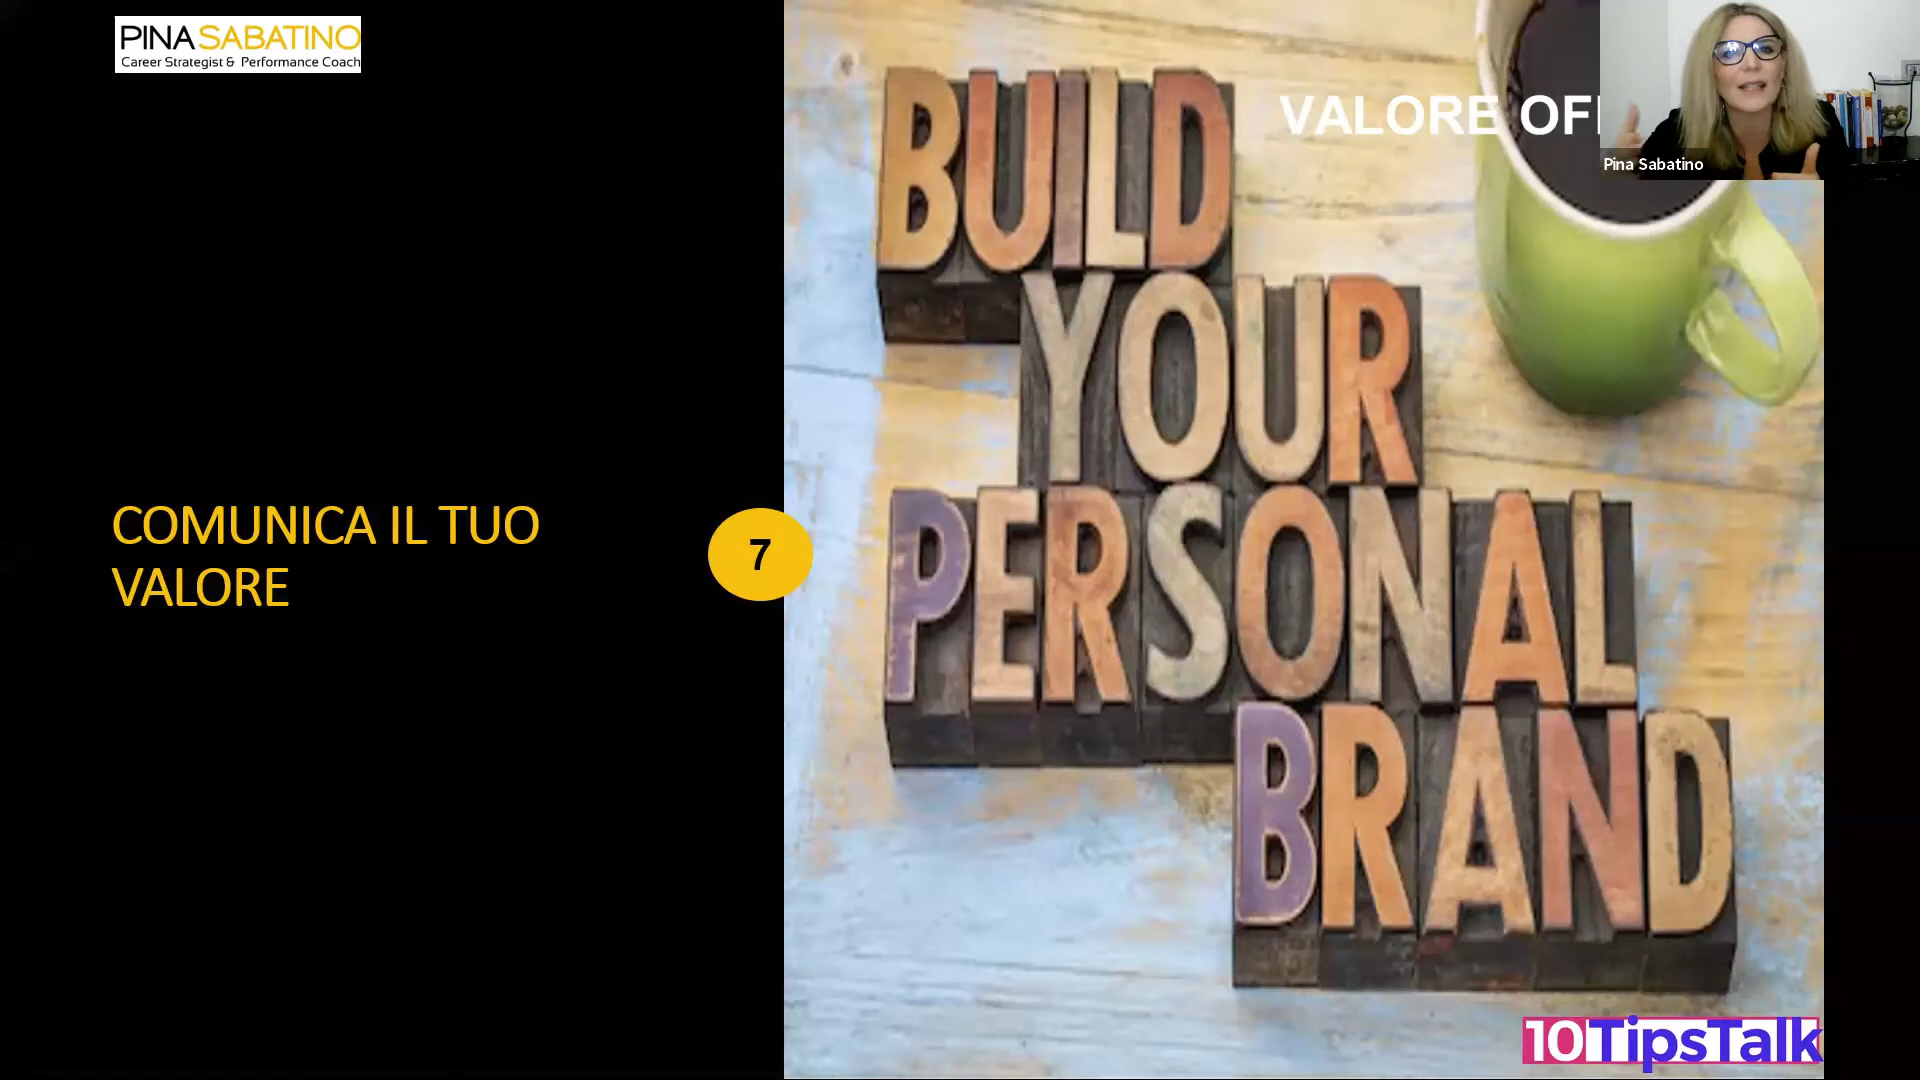 PINA SABATINO
Career Strategist & Performance Coach
VALORE
Pina Sabatino
BUILD
YOUR
PERSONAL
BRAND
COMUNICA IL TUO
VALORE
7
10TipsTalk